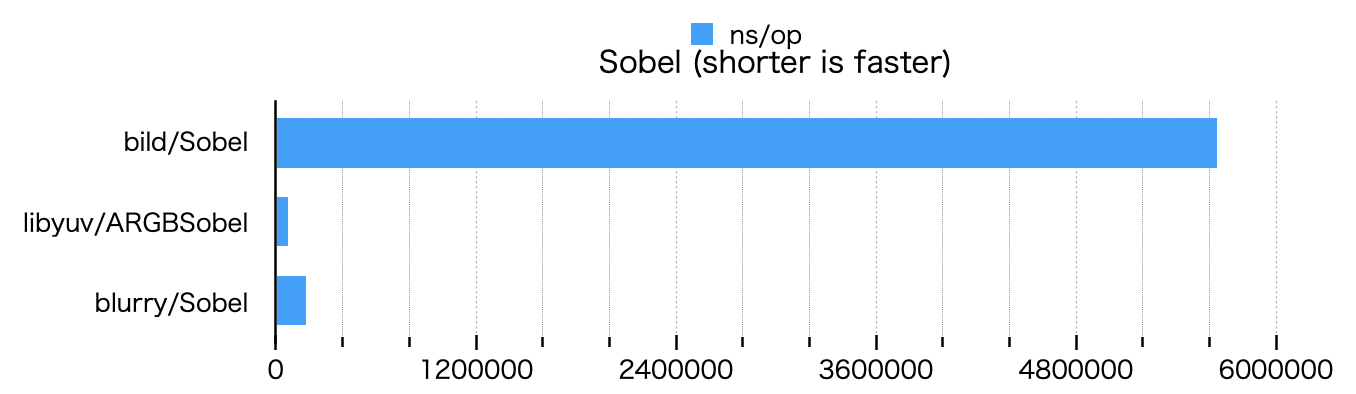 ns/op
Sobel (shorter is faster)
bild/Sobel
libyuv/ARGBSobel
blurry/Sobel
0 1200000 2400000 3600000 4800000 6000000